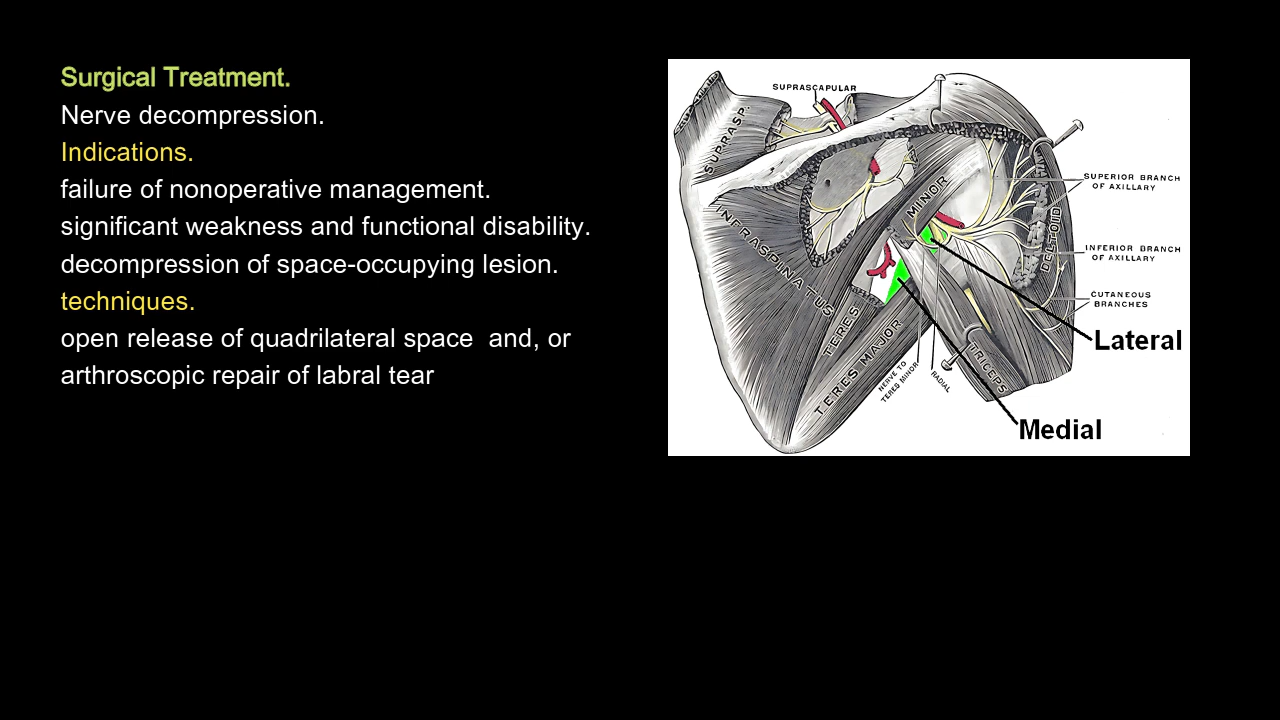 Surgical Treatment.
Nerve decompression.
Indications.
failure of nonoperative management.
significant weakness and functional disability.
decompression of space-occupying lesion.
techniques.
open release of quadrilateral space  and, or
arthroscopic repair of labral tear
SUPRASCAPULAR
SUPRASP.
MINOR
SUPERIOR BRANCH
OF AXILLARY
INFRASPINATUS
DELTOID
INFERIOR BRANCH
OF AXILLARY
CUTANEOUS
BRANCHES
TERES
TERES MAJOR
Lateral
TRICEPS
NERVE TO
TERES MINOR
RADIAL
Medial